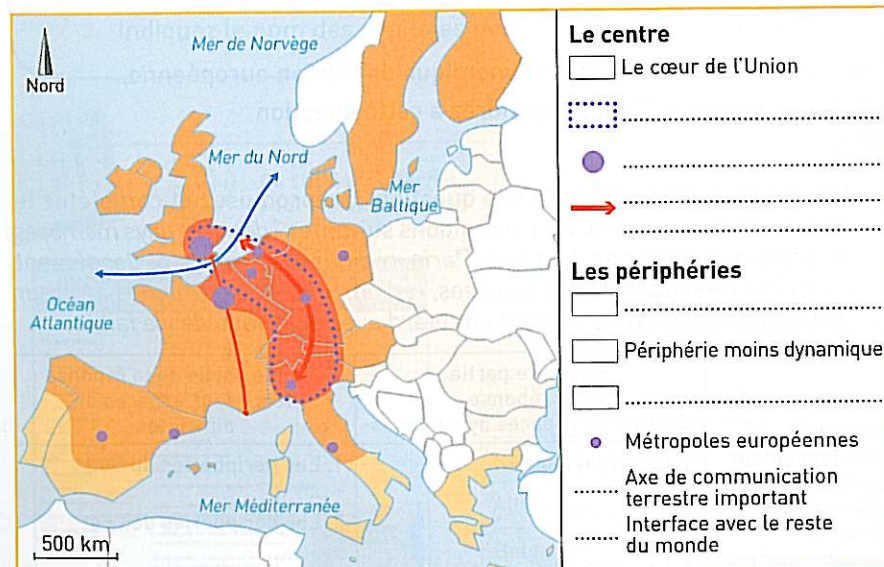 Nord
Mer de Norvège
Mer du Nord
Mer
Baltique
Océan
Atlantique
Mer Méditerranée
500 km
Le centre
Le cœur de l'Union
........................................
........................................
........................................
........................................
Les périphéries
........................................
Périphérie moins dynamique
........................................
Métropoles européennes
............ Axe de communication
terrestre important
............ Interface avec le reste
du monde